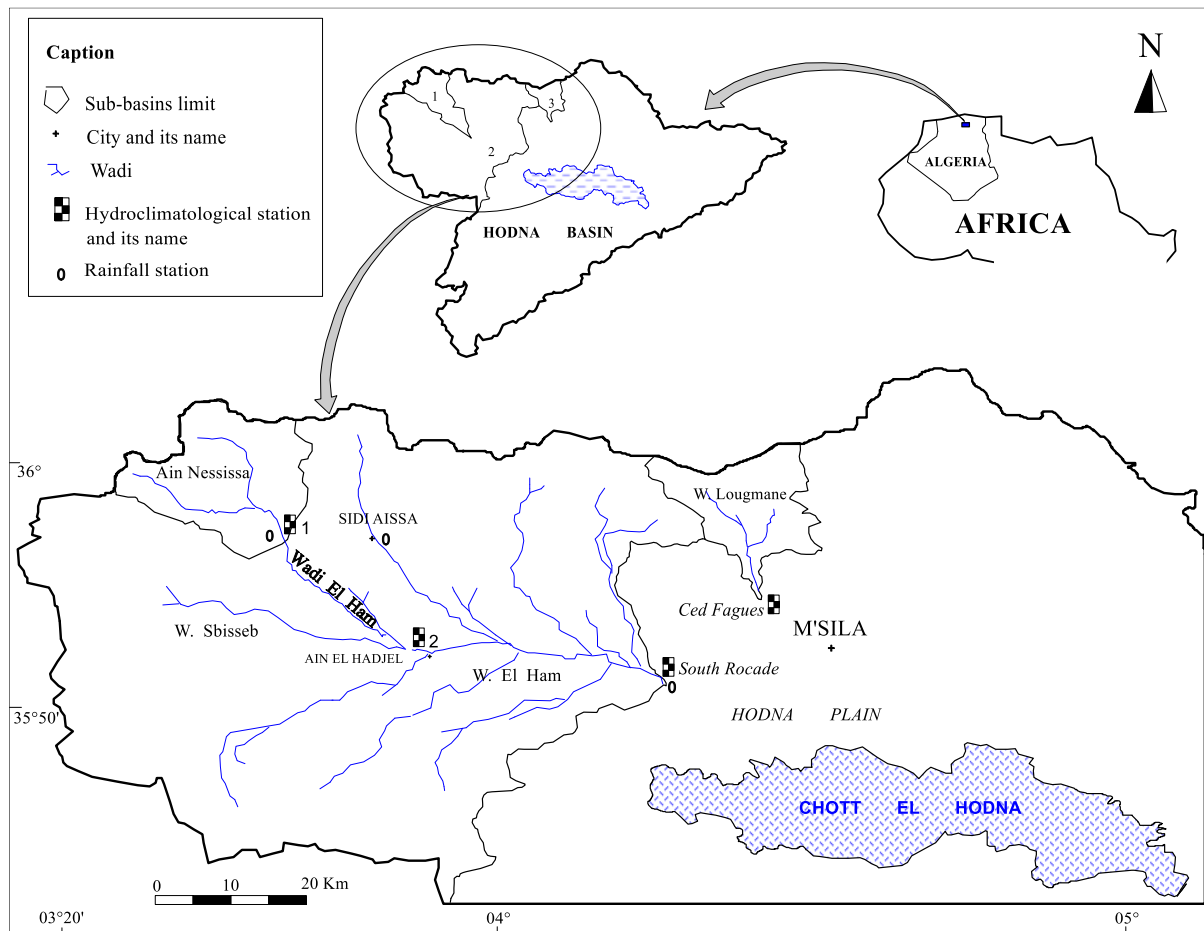 Caption
Sub-basins limit
City and its name
Wadi
Hydroclimatological station
and its name
Rainfall station
0
1
2
3
HODNA BASIN
ALGERIA
AFRICA
N
36°
35°50'
Ain Nessissa
0
1
SIDI AISSA
0
Wadi El Ham
W. Sbisseb
2
AIN EL HADJEL
W. El Ham
W. Lougmane
Ced Fagues
M'SILA
South Rocade
0
HODNA PLAIN
CHOTT EL HODNA
0 10 20 Km
03°20' 04° 05°